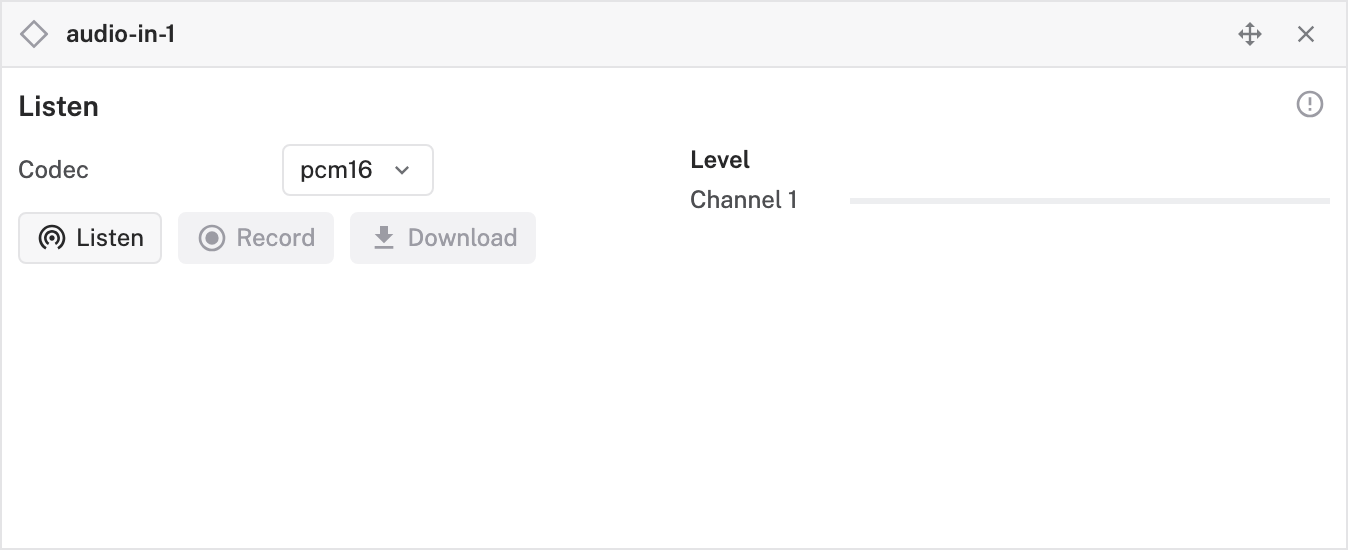 audio-in-1
Listen
Codec
pcm16
Listen
Record
Download
Level
Channel 1